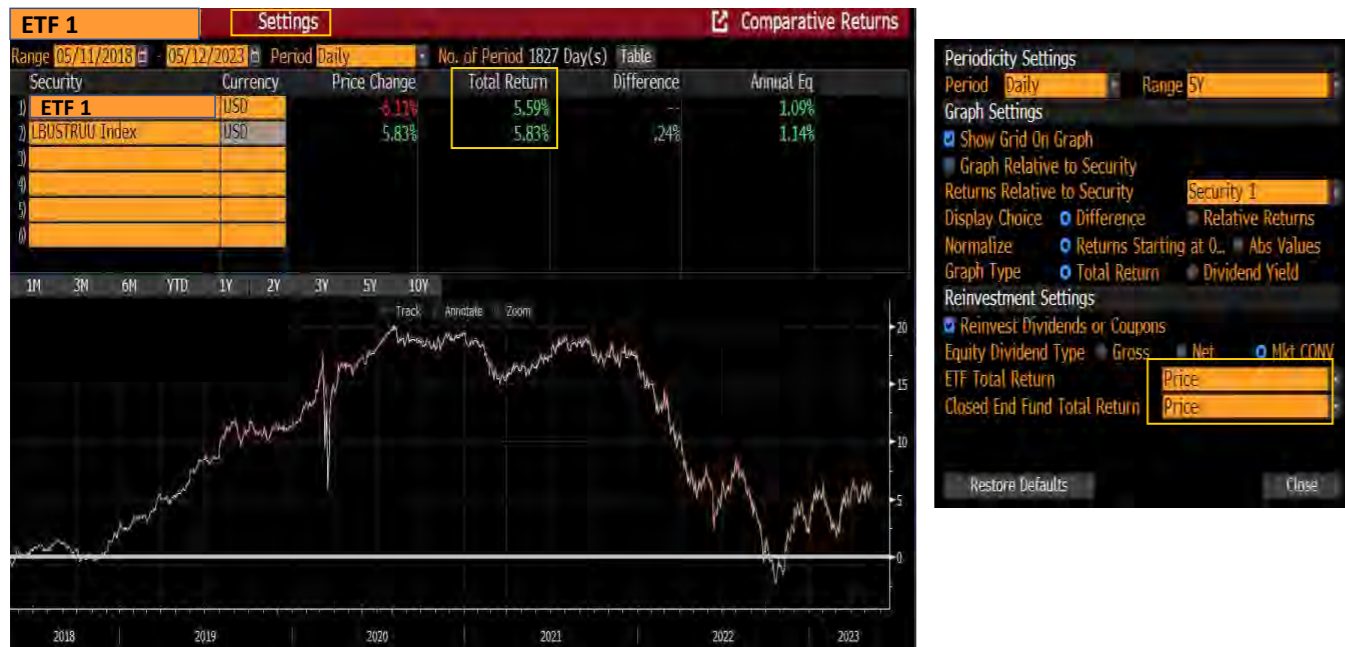 ETF 1 Settings Comparative Returns
Range 05/11/2018 - 05/12/2023 Period Daily No. of Period 1827 Day(s) Table
Security Currency Price Change Total Return Difference Annual Eq
1) ETF 1 USD -6.11% 5.59% -- 1.09%
2) LBUSTRUU Index USD 5.83% 5.83% .24% 1.14%
3)
4)
5)
6)
1M 3M 6M YTD 1Y 2Y 3Y 5Y 10Y
Track Annotate Zoom
20
15
10
5
0
2018 2019 2020 2021 2022 2023
Periodicity Settings
Period Daily Range 5Y
Graph Settings
Show Grid On Graph
Graph Relative to Security
Returns Relative to Security Security 1
Display Choice Difference Relative Returns
Normalize Returns Starting at 0... Abs Values
Graph Type Total Return Dividend Yield
Reinvestment Settings
Reinvest Dividends or Coupons
Equity Dividend Type Gross Net Mkt CONV
ETF Total Return Price
Closed End Fund Total Return Price
Restore Defaults Close